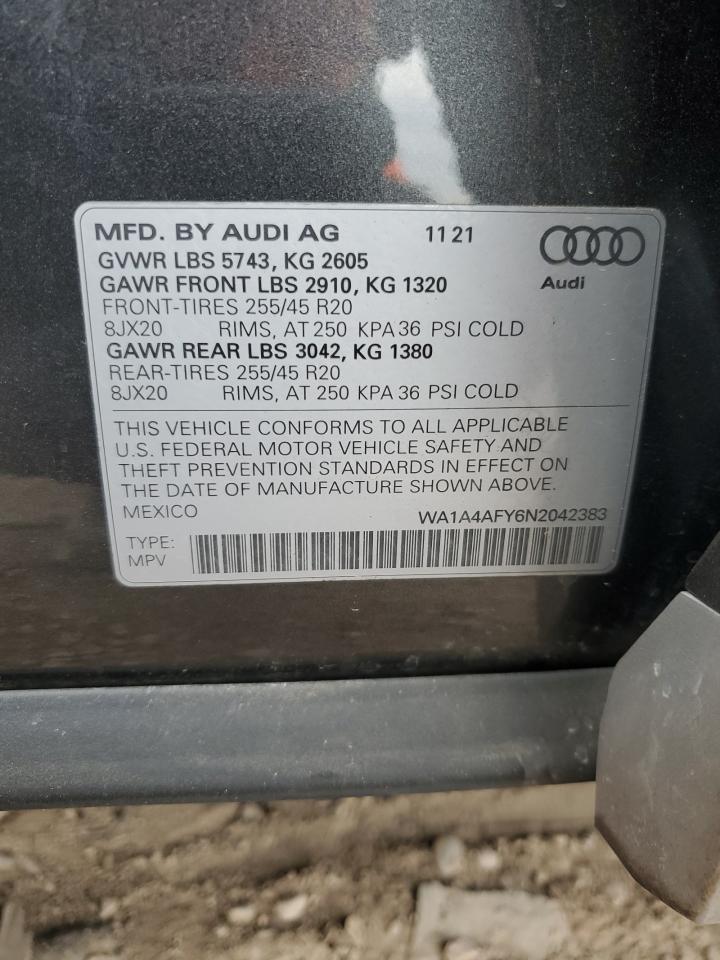 MFD. BY AUDI AG 11 21
GVWR LBS 5743, KG 2605
GAWR FRONT LBS 2910, KG 1320
Audi
FRONT-TIRES 255/45 R20
8JX20 RIMS, AT 250 KPA 36 PSI COLD
GAWR REAR LBS 3042, KG 1380
REAR-TIRES 255/45 R20
8JX20 RIMS, AT 250 KPA 36 PSI COLD
THIS VEHICLE CONFORMS TO ALL APPLICABLE
U.S. FEDERAL MOTOR VEHICLE SAFETY AND
THEFT PREVENTION STANDARDS IN EFFECT ON
THE DATE OF MANUFACTURE SHOWN ABOVE.
MEXICO WA1A4AFY6N2042383
TYPE:
MPV